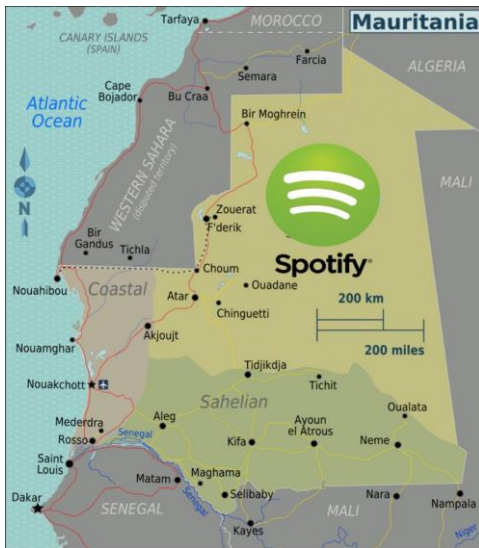 Mauritania
Tarfaya
MOROCCO
CANARY ISLANDS
(SPAIN)
Farcia
Semara
ALGERIA
Cape
Bojador
Bu Craa
Atlantic
Ocean
Bir Moghrein
WESTERN SAHARA
(disputed territory)
MALI
N
Zouerat
F'derik
Bir
Gandus
Tichla
Spotify
Choum
Nouahibou
Coastal
Ouadane
Atar
Chinguetti
200 km
200 miles
Akjoujt
Nouamghar
Tidjikdja
Nouakchott
Tichit
Sahelian
Oualata
Mederdra
Aleg
Ayoun
el Atrous
Rosso
Senegal
Kifa
Neme
Saint
Louis
Matam
Maghama
Senegal
Selibaby
Nara
Nampala
Dakar
SENEGAL
MALI
Kayes
Niger